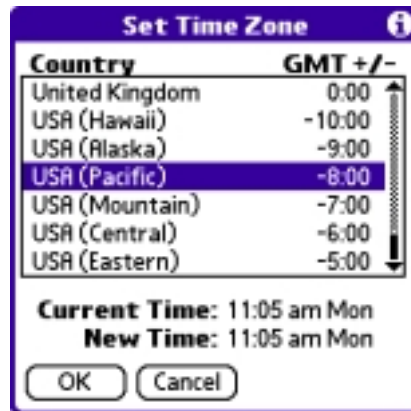 Set Time Zone i
Country GMT +/-
United Kingdom 0:00
USA (Hawaii) -10:00
USA (Alaska) -9:00
USA (Pacific) -8:00
USA (Mountain) -7:00
USA (Central) -6:00
USA (Eastern) -5:00
Current Time: 11:05 am Mon
New Time: 11:05 am Mon
OK Cancel